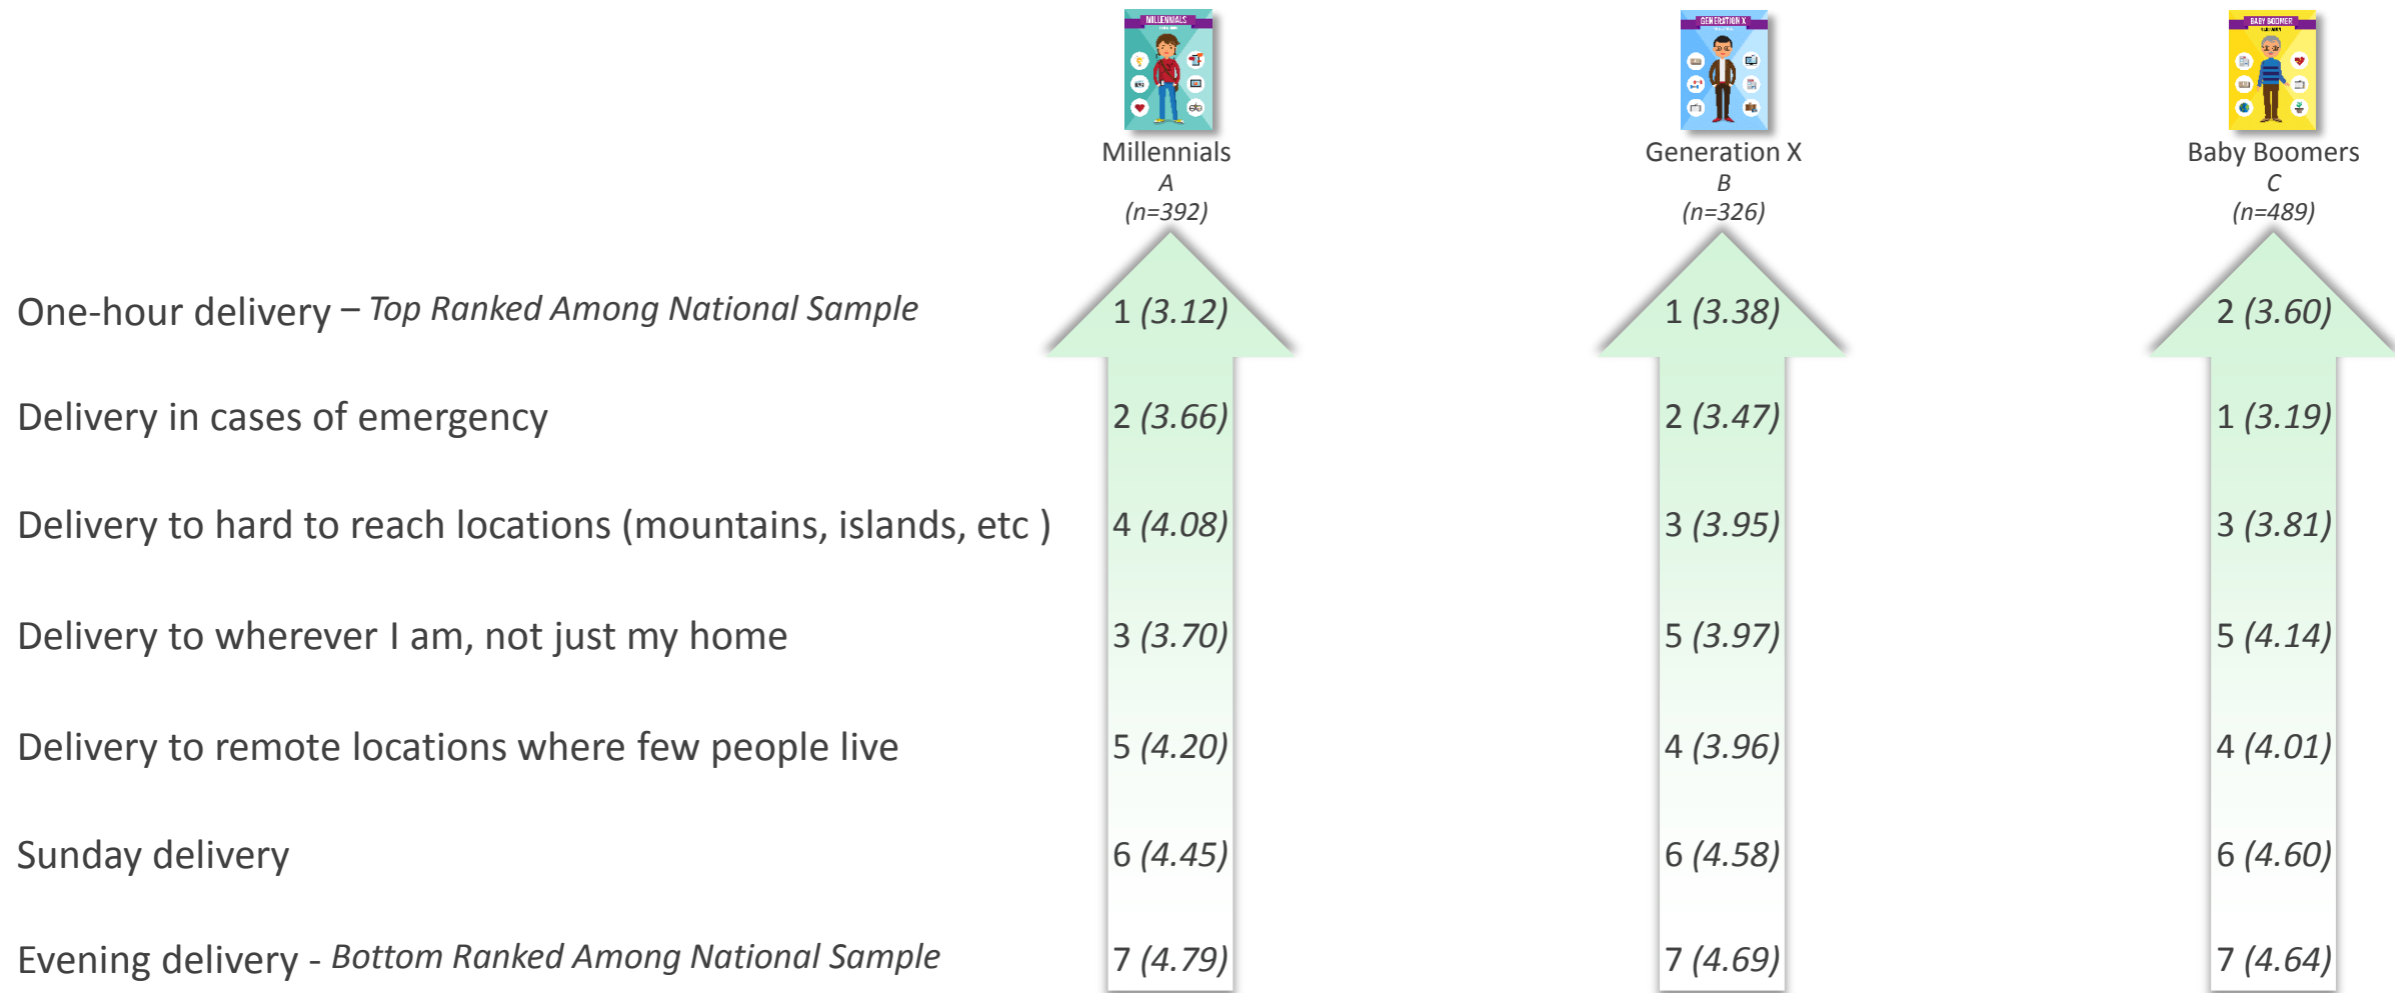 MILLENNIALS
GENERATION X
BABY BOOMER
Millennials
A
(n=392)
Generation X
B
(n=326)
Baby Boomers
C
(n=489)
One-hour delivery – Top Ranked Among National Sample 1 (3.12) 1 (3.38) 2 (3.60)
Delivery in cases of emergency 2 (3.66) 2 (3.47) 1 (3.19)
Delivery to hard to reach locations (mountains, islands, etc ) 4 (4.08) 3 (3.95) 3 (3.81)
Delivery to wherever I am, not just my home 3 (3.70) 5 (3.97) 5 (4.14)
Delivery to remote locations where few people live 5 (4.20) 4 (3.96) 4 (4.01)
Sunday delivery 6 (4.45) 6 (4.58) 6 (4.60)
Evening delivery - Bottom Ranked Among National Sample 7 (4.79) 7 (4.69) 7 (4.64)